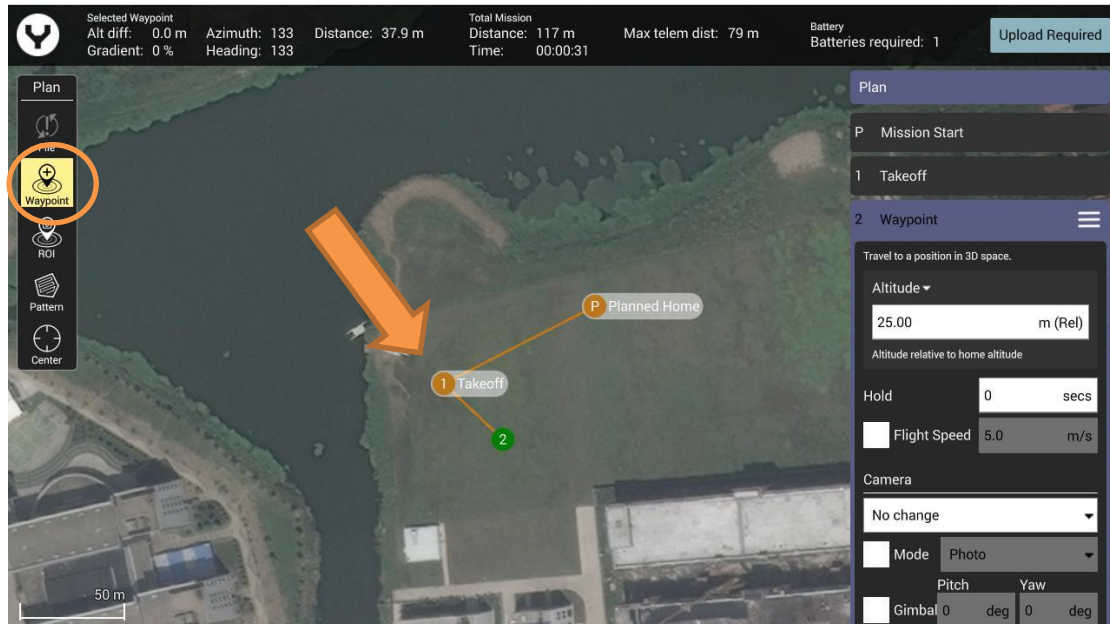 Selected Waypoint
Alt diff: 0.0 m Azimuth: 133 Distance: 37.9 m
Gradient: 0 % Heading: 133
Total Mission
Distance: 117 m Max telem dist: 79 m
Time: 00:00:31
Battery
Batteries required: 1
Upload Required
Plan
File
Waypoint
ROI
Pattern
Center
P Planned Home
1 Takeoff
2
50 m
Plan
P Mission Start
1 Takeoff
2 Waypoint
Travel to a position in 3D space.
Altitude
25.00 m (Rel)
Altitude relative to home altitude
Hold 0 secs
Flight Speed 5.0 m/s
Camera
No change
Mode Photo
Pitch Yaw
Gimbal 0 deg 0 deg